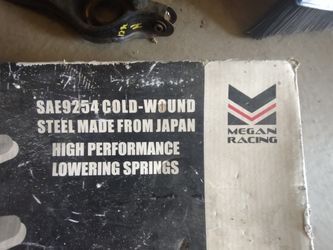 SAE9254 COLD-WOUND
STEEL MADE FROM JAPAN
HIGH PERFORMANCE
LOWERING SPRINGS
MEGAN
RACING